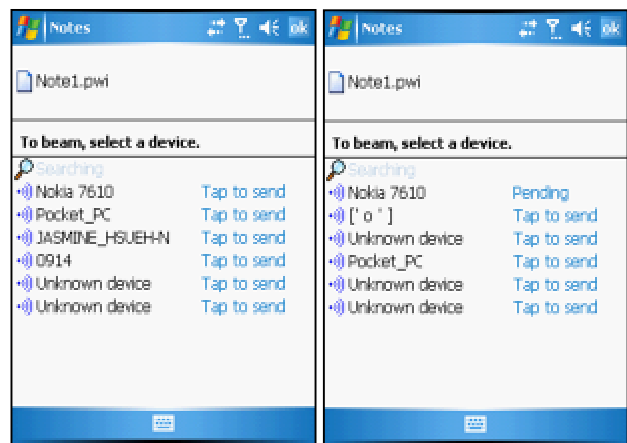 Notes ok
Note1.pwi
To beam, select a device.
Searching
Nokia 7610 Tap to send
Pocket_PC Tap to send
JASMINE_HSUEH-N Tap to send
0914 Tap to send
Unknown device Tap to send
Unknown device Tap to send
Notes ok
Note1.pwi
To beam, select a device.
Searching
Nokia 7610 Pending
[' o '] Tap to send
Unknown device Tap to send
Pocket_PC Tap to send
Unknown device Tap to send
Unknown device Tap to send